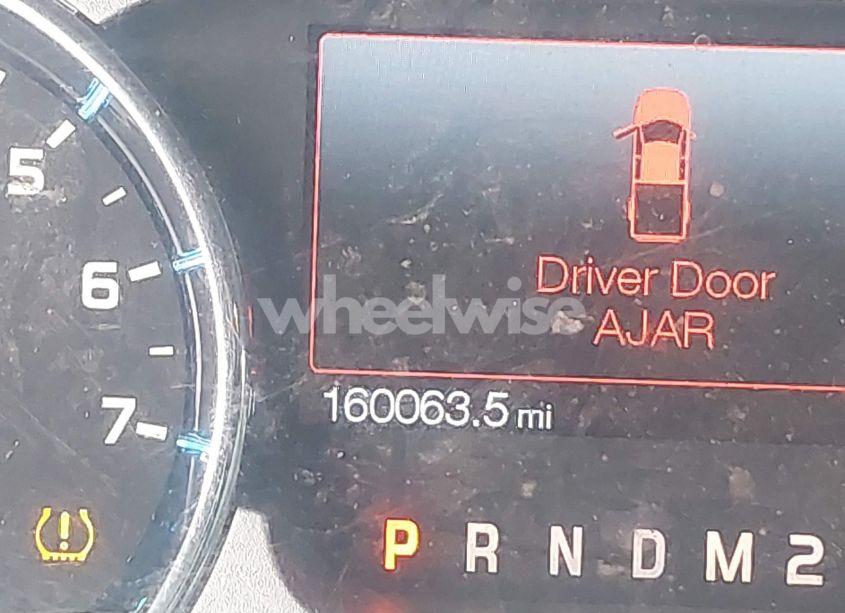 5
6
7
Driver Door
AJAR
wheelwise
160063.5 mi
P R N D M 2